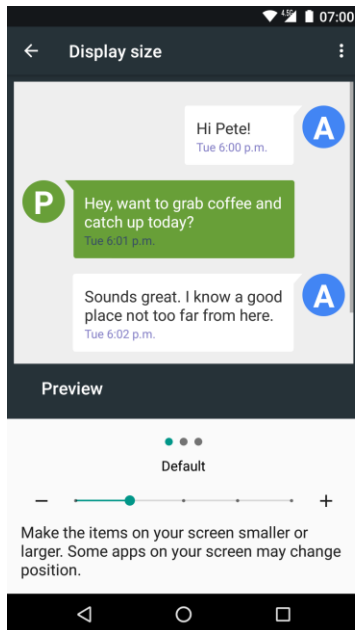 4.5G 07:00
Display size
Hi Pete!
A
Tue 6:00 p.m.
P
Hey, want to grab coffee and
catch up today?
Tue 6:01 p.m.
Sounds great. I know a good
A
place not too far from here.
Tue 6:02 p.m.
Preview
Default
Make the items on your screen smaller or
larger. Some apps on your screen may change
position.